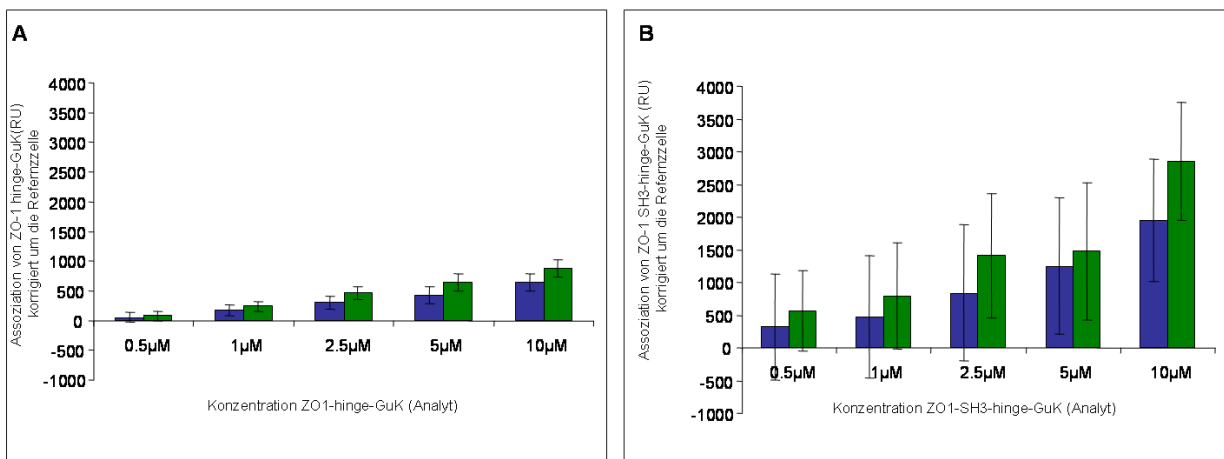 A
Assoziation von ZO-1 hinge-GuK(RU)
korrigiert um die Refernzzelle
4000
3500
3000
2500
2000
1500
1000
500
0
-500
-1000
0.5µM 1µM 2.5µM 5µM 10µM
Konzentration ZO1-hinge-GuK (Analyt)
B
Assoziation von ZO-1 SH3-hinge-GuK (RU)
korrigiert um die Refernzzelle
4000
3500
3000
2500
2000
1500
1000
500
0
-500
-1000
0.5µM 1µM 2.5µM 5µM 10µM
Konzentration ZO1-SH3-hinge-GuK (Analyt)